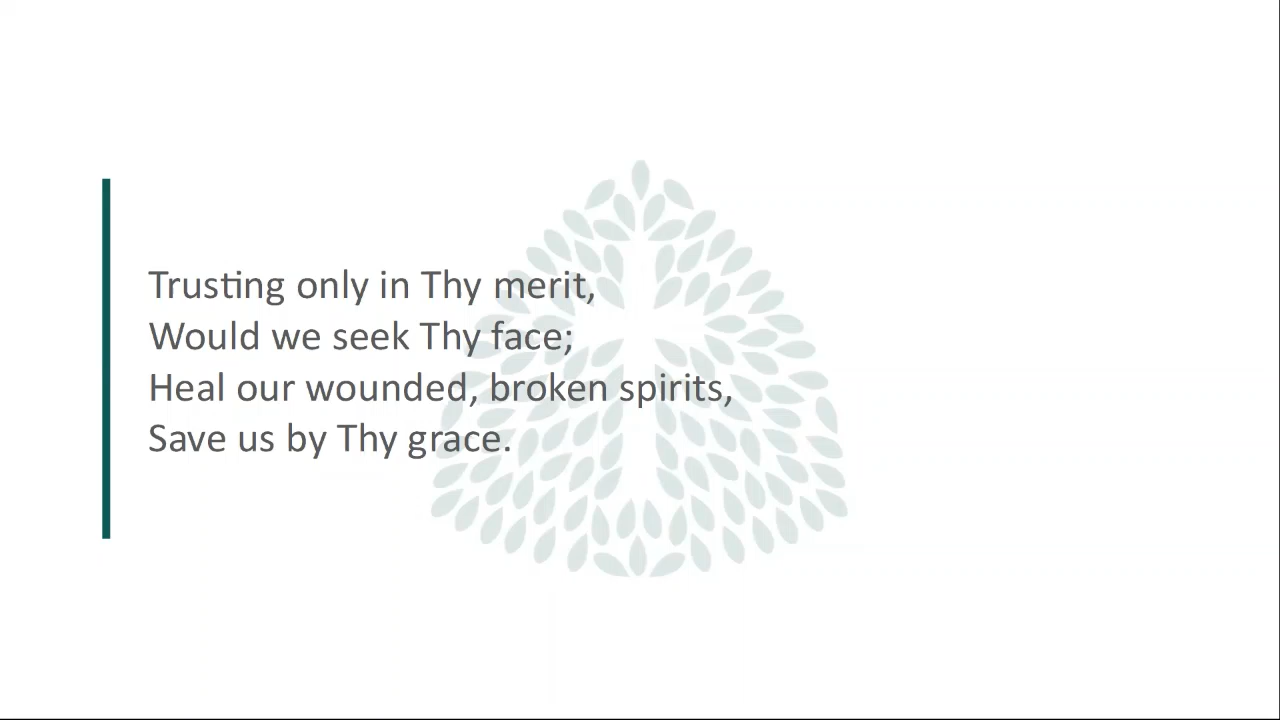 Trusting only in Thy merit,
Would we seek Thy face;
Heal our wounded, broken spirits,
Save us by Thy grace.